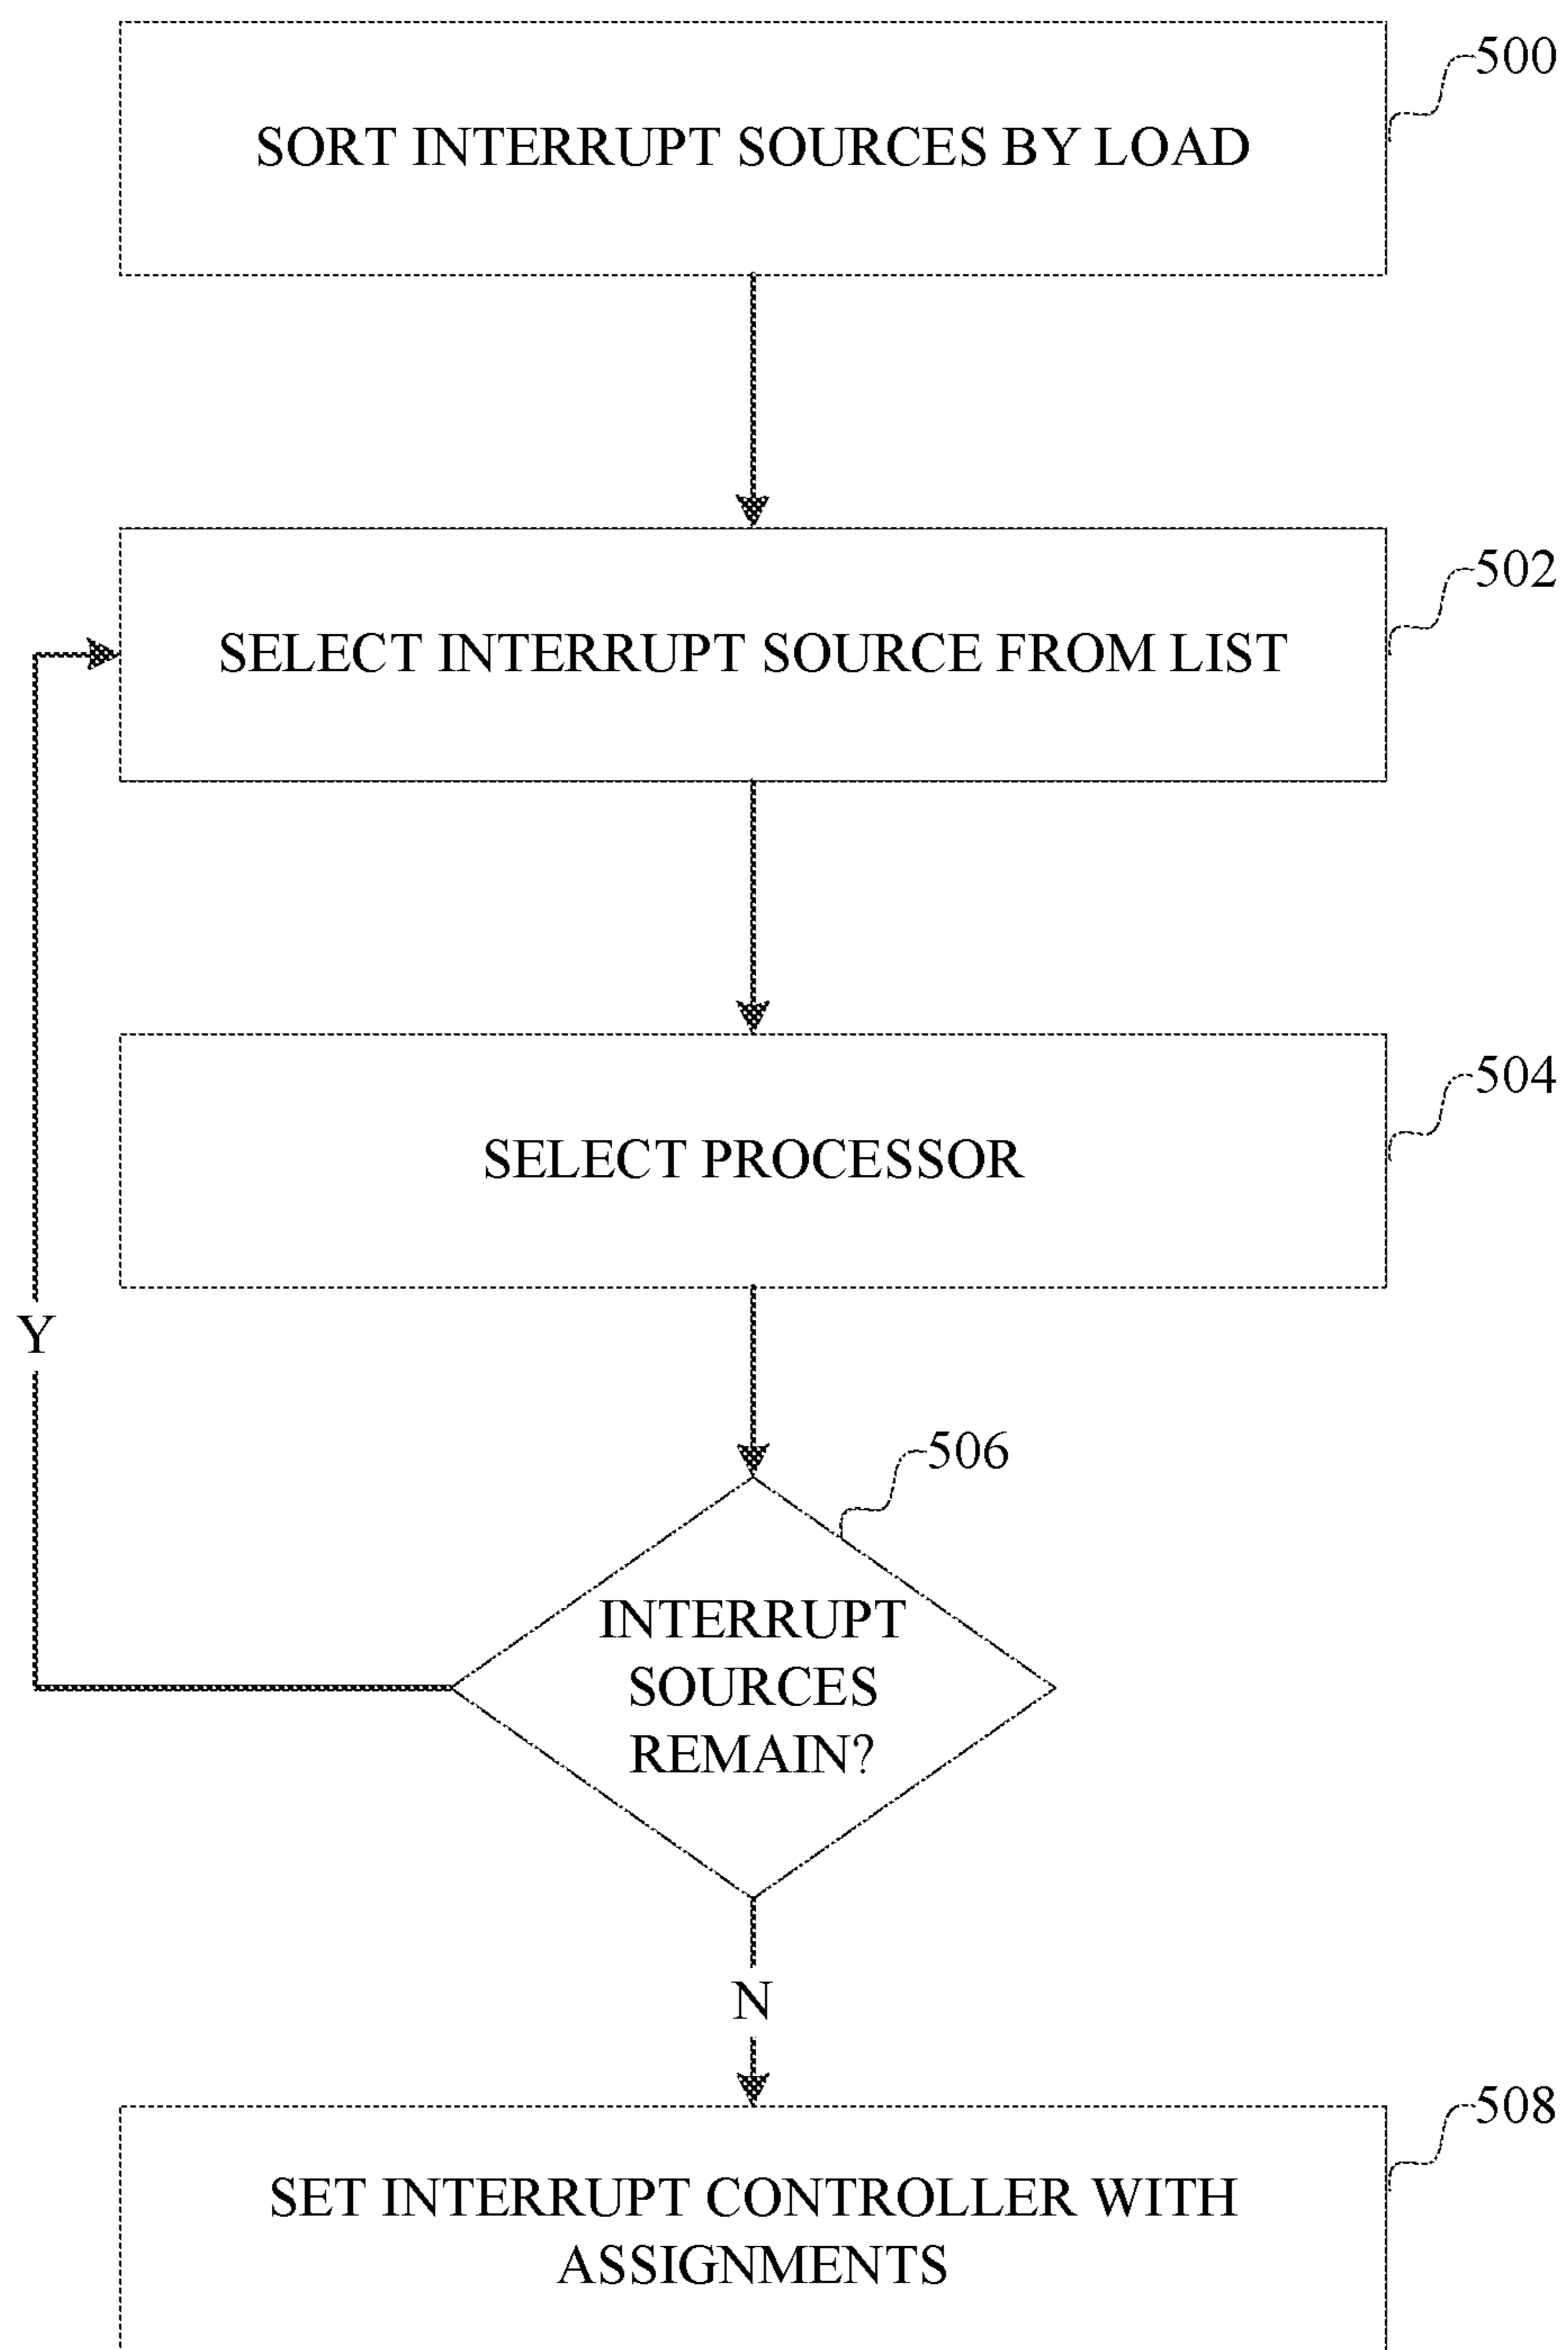 500
SORT INTERRUPT SOURCES BY LOAD
502
SELECT INTERRUPT SOURCE FROM LIST
504
SELECT PROCESSOR
Y
506
INTERRUPT
SOURCES
REMAIN?
N
508
SET INTERRUPT CONTROLLER WITH
ASSIGNMENTS